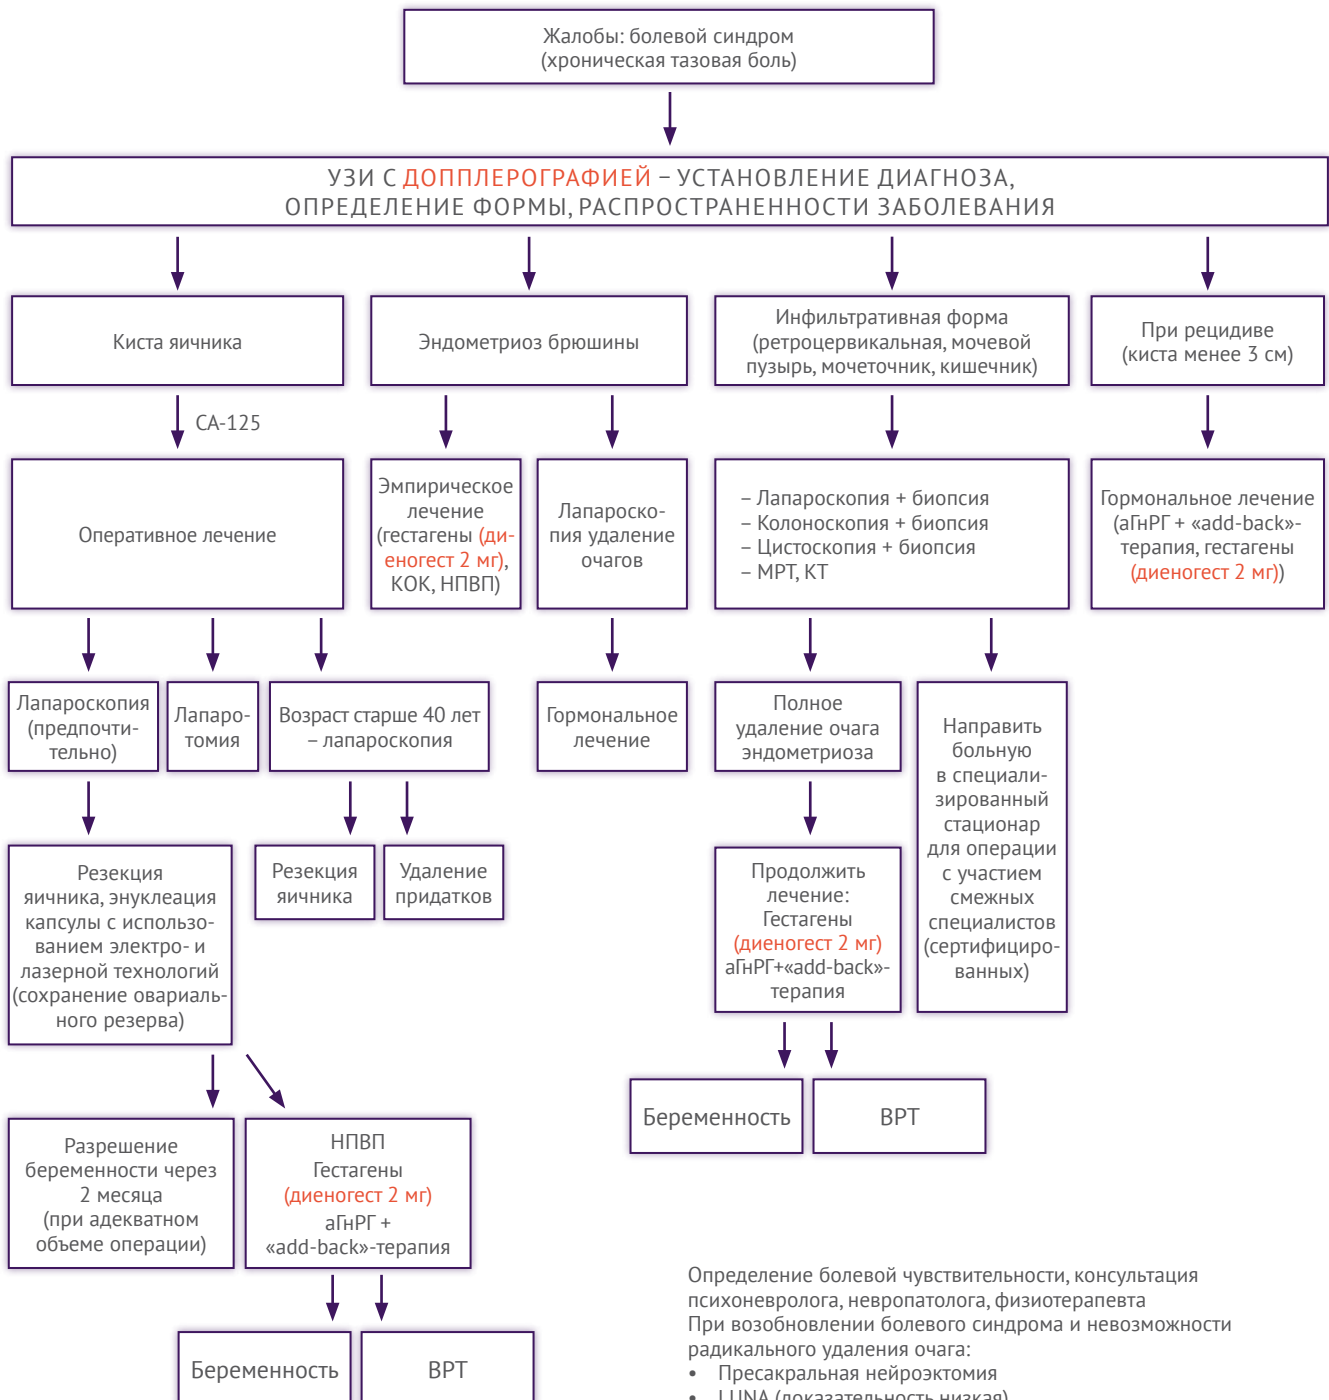 Жалобы: болевой синдром
(хроническая тазовая боль)
УЗИ С ДОППЛЕРОГРАФИЕЙ – УСТАНОВЛЕНИЕ ДИАГНОЗА,
ОПРЕДЕЛЕНИЕ ФОРМЫ, РАСПРОСТРАНЕННОСТИ ЗАБОЛЕВАНИЯ
Киста яичника
Эндометриоз брюшины
Инфильтративная форма
(ретроцервикальная, мочевой
пузырь, мочеточник, кишечник)
При рецидиве
(киста менее 3 см)
СА-125
Оперативное лечение
Эмпирическое
лечение
(гестагены (ди-
еногест 2 мг),
КОК, НПВП)
Лапароско-
пия удаление
очагов
– Лапароскопия + биопсия
– Колоноскопия + биопсия
– Цистоскопия + биопсия
– МРТ, КТ
Гормональное лечение
(аГнРГ + «add-back»-
терапия, гестагены
(диеногест 2 мг))
Лапароскопия
(предпочти-
тельно)
Лапаро-
томия
Возраст старше 40 лет
– лапароскопия
Гормональное
лечение
Полное
удаление очага
эндометриоза
Направить
больную
в специали-
зированный
стационар
для операции
с участием
смежных
специалистов
(сертифициро-
ванных)
Резекция
яичника, энуклеация
капсулы с использо-
ванием электро- и
лазерной технологий
(сохранение овариаль-
ного резерва)
Резекция
яичника
Удаление
придатков
Продолжить
лечение:
Гестагены
(диеногест 2 мг)
аГнРГ+«add-back»-
терапия
Беременность
ВРТ
Разрешение
беременности через
2 месяца
(при адекватном
объеме операции)
НПВП
Гестагены
(диеногест 2 мг)
аГнРГ +
«add-back»-терапия
Беременность
ВРТ
Определение болевой чувствительности, консультация
психоневролога, невропатолога, физиотерапевта
При возобновлении болевого синдрома и невозможности
радикального удаления очага:
• Пресакральная нейроэктомия
• LUNA (доказательность низкая)